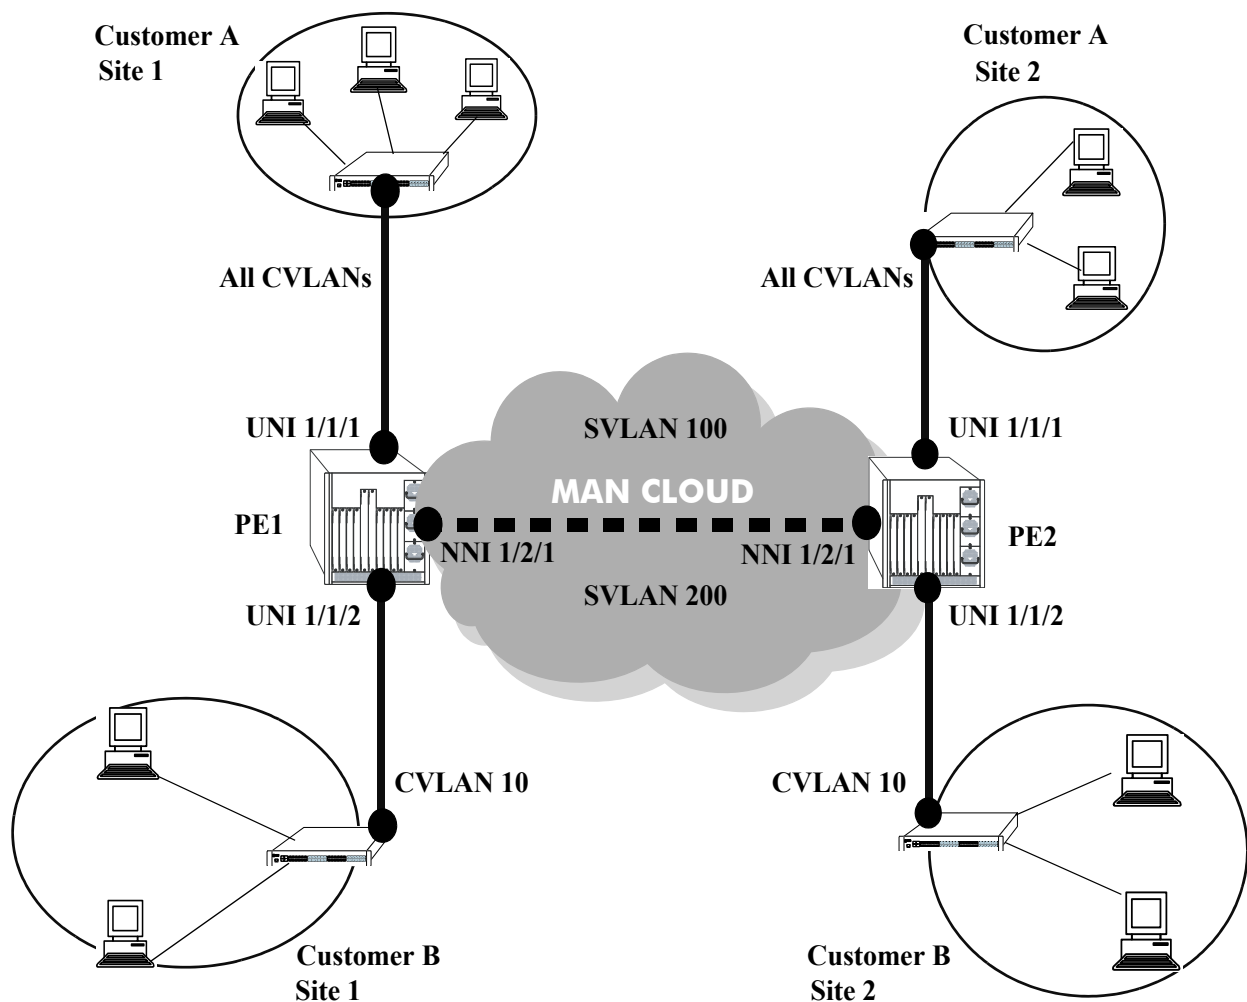 Customer A
Site 1
Customer A
Site 2
All CVLANs
All CVLANs
UNI 1/1/1
SVLAN 100
UNI 1/1/1
MAN CLOUD
PE1
NNI 1/2/1
NNI 1/2/1
PE2
UNI 1/1/2
SVLAN 200
UNI 1/1/2
CVLAN 10
CVLAN 10
Customer B
Site 1
Customer B
Site 2